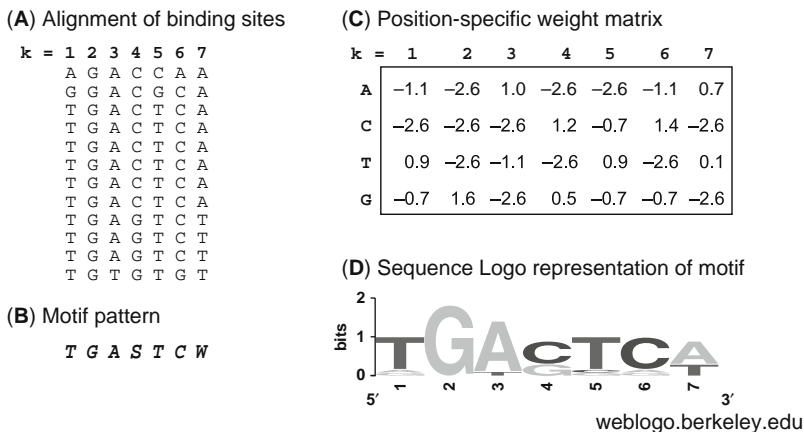 (A) Alignment of binding sites
k = 1 2 3 4 5 6 7
A G A C C A A
G G A C G C A
T G A C T C A
T G A C T C A
T G A C T C A
T G A C T C A
T G A C T C A
T G A C T C A
T G A G T C T
T G A G T C T
T G A G T C T
T G T G T G T
(B) Motif pattern
T G A S T C W
(C) Position-specific weight matrix
k = 1 2 3 4 5 6 7
A –1.1 –2.6 1.0 –2.6 –2.6 –1.1 0.7
C –2.6 –2.6 –2.6 1.2 –0.7 1.4 –2.6
T 0.9 –2.6 –1.1 –2.6 0.9 –2.6 0.1
G –0.7 1.6 –2.6 0.5 –0.7 –0.7 –2.6
(D) Sequence Logo representation of motif
2
bits
1
0
TGACTCA
G T
5′ 1 2 3 4 5 6 7 3′
weblogo.berkeley.edu